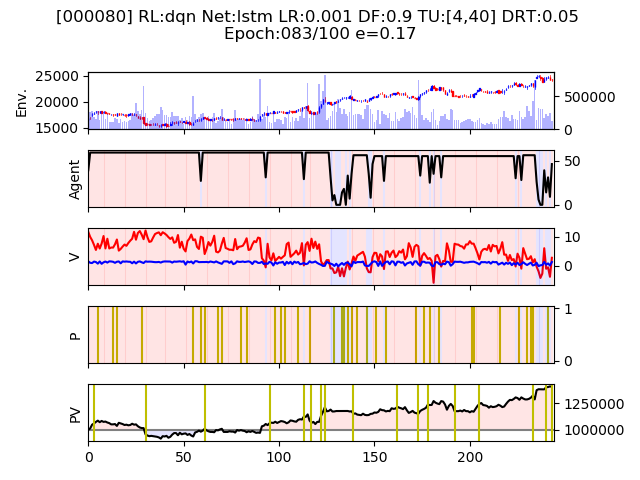 [000080] RL:dqn Net:lstm LR:0.001 DF:0.9 TU:[4,40] DRT:0.05
Epoch:083/100 e=0.17
Env.
25000
20000
15000
500000
0
Agent
50
0
V
10
0
P
1
0
PV
1250000
1000000
0 50 100 150 200